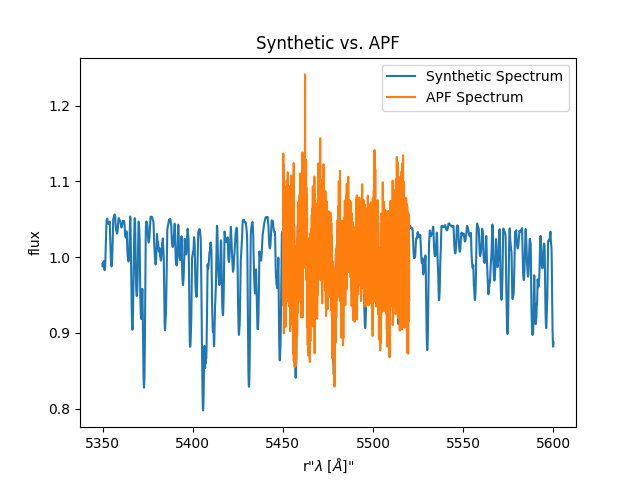 Synthetic vs. APF
Synthetic Spectrum
APF Spectrum
flux
1.2
1.1
1.0
0.9
0.8
5350 5400 5450 5500 5550 5600
r"λ [Å]"